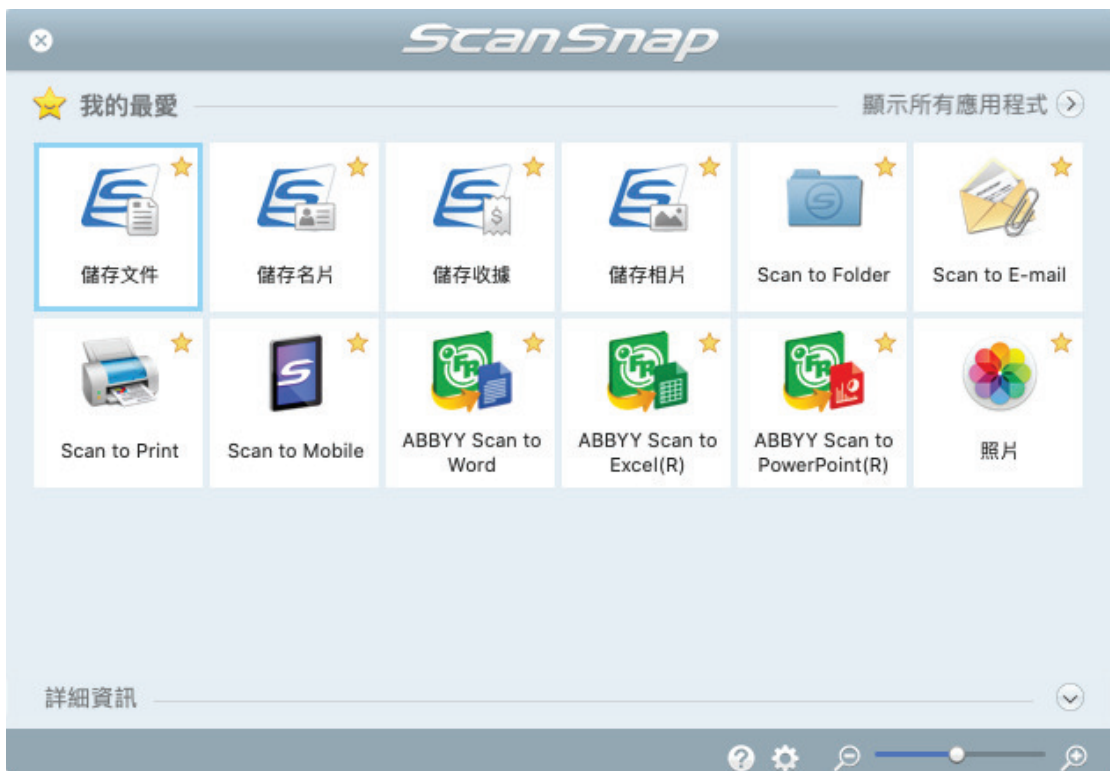 ScanSnap
我的最愛
顯示所有應用程式
儲存文件
儲存名片
儲存收據
儲存相片
Scan to Folder
Scan to E-mail
Scan to Print
Scan to Mobile
ABBYY Scan to
Word
ABBYY Scan to
Excel(R)
ABBYY Scan to
PowerPoint(R)
照片
詳細資訊